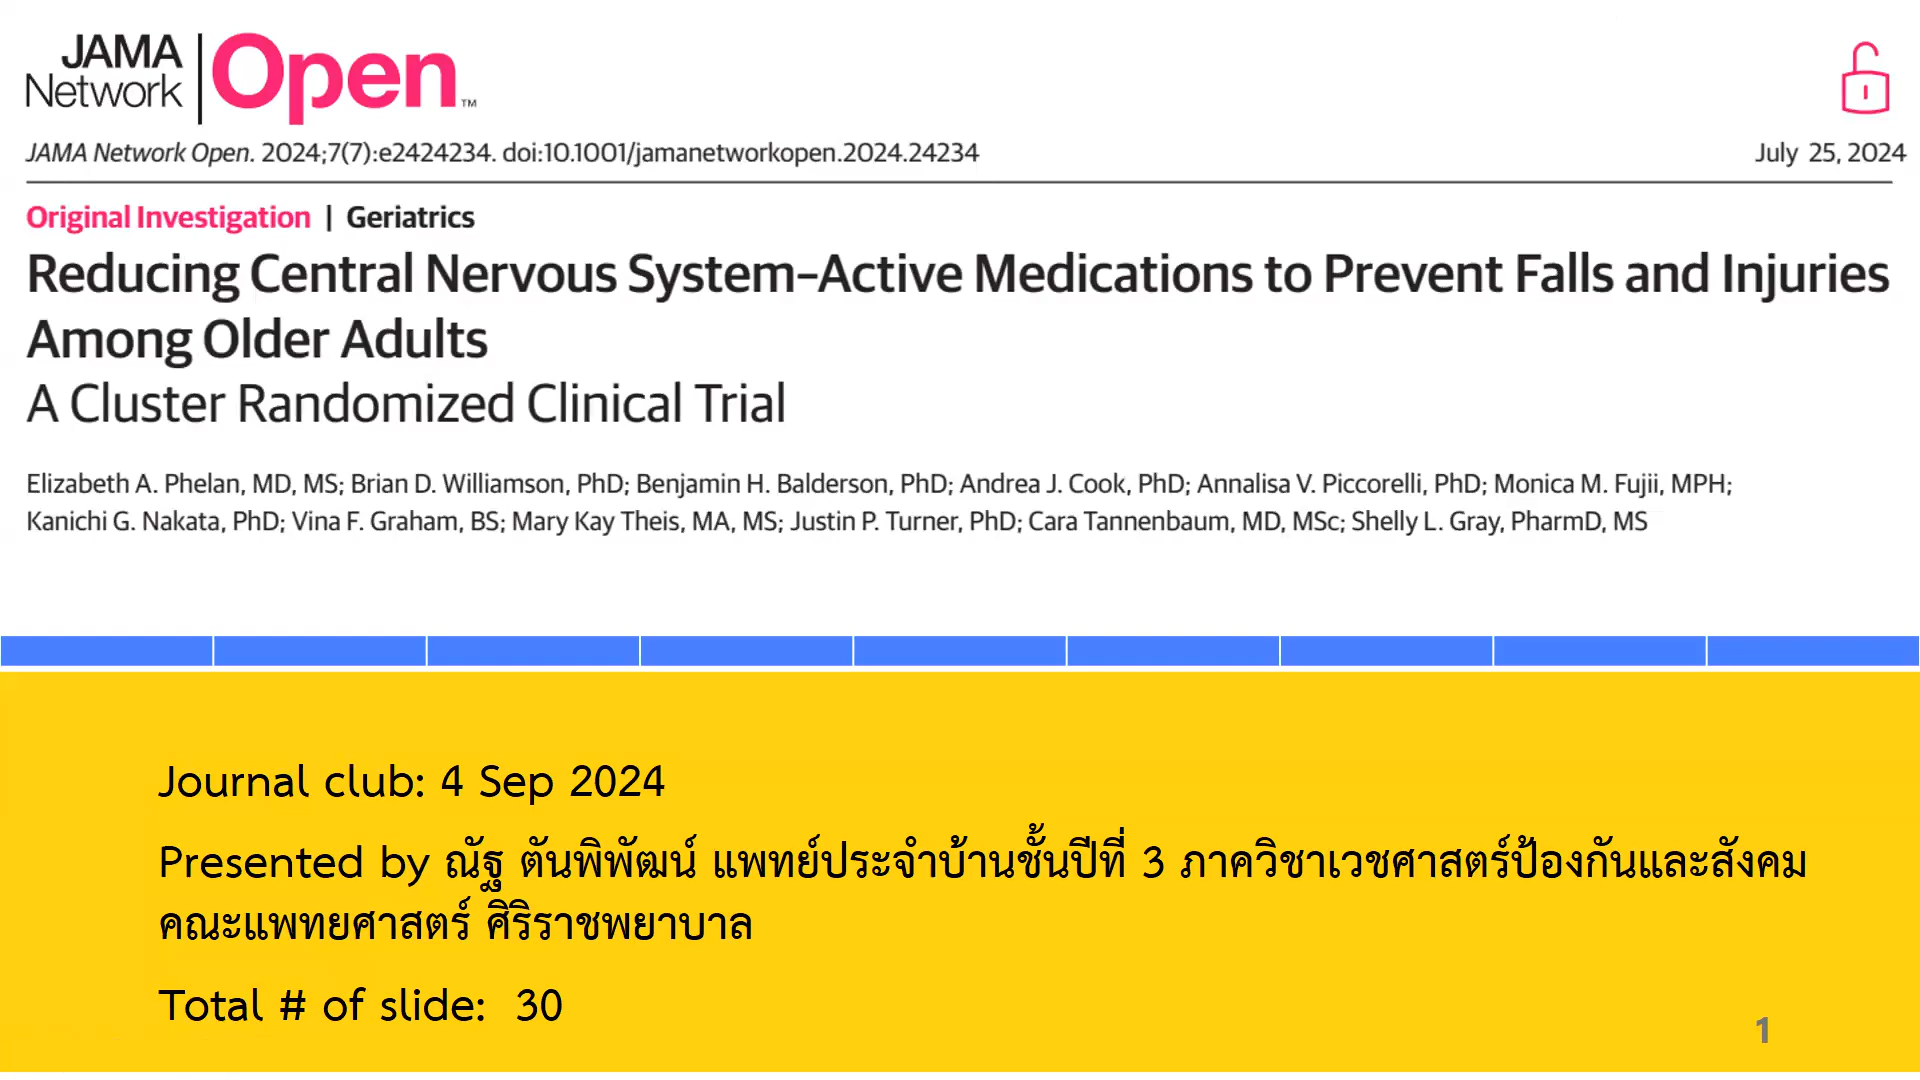 JAMA
Network
Open™
JAMA Network Open. 2024;7(7):e2424234. doi:10.1001/jamanetworkopen.2024.24234
July 25, 2024
Original Investigation | Geriatrics
Reducing Central Nervous System–Active Medications to Prevent Falls and Injuries
Among Older Adults
A Cluster Randomized Clinical Trial
Elizabeth A. Phelan, MD, MS; Brian D. Williamson, PhD; Benjamin H. Balderson, PhD; Andrea J. Cook, PhD; Annalisa V. Piccorelli, PhD; Monica M. Fujii, MPH;
Kanichi G. Nakata, PhD; Vina F. Graham, BS; Mary Kay Theis, MA, MS; Justin P. Turner, PhD; Cara Tannenbaum, MD, MSc; Shelly L. Gray, PharmD, MS
Journal club: 4 Sep 2024
Presented by ณัฐ ตันพิพัฒน์ แพทย์ประจำบ้านชั้นปีที่ 3 ภาควิชาเวชศาสตร์ป้องกันและสังคม
คณะแพทยศาสตร์ ศิริราชพยาบาล
Total # of slide: 30
1